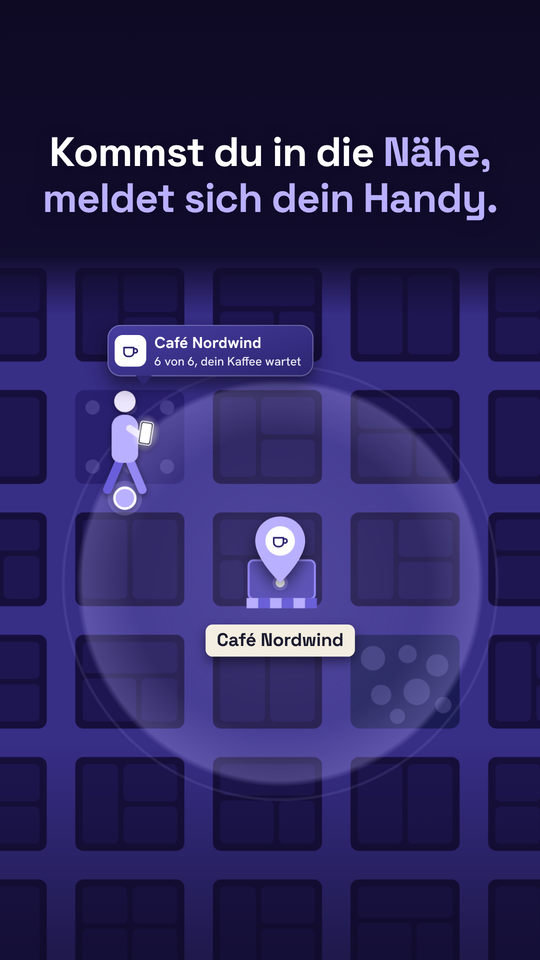 Kommst du in die Nähe,
meldet sich dein Handy.
Café Nordwind
6 von 6, dein Kaffee wartet
Café Nordwind